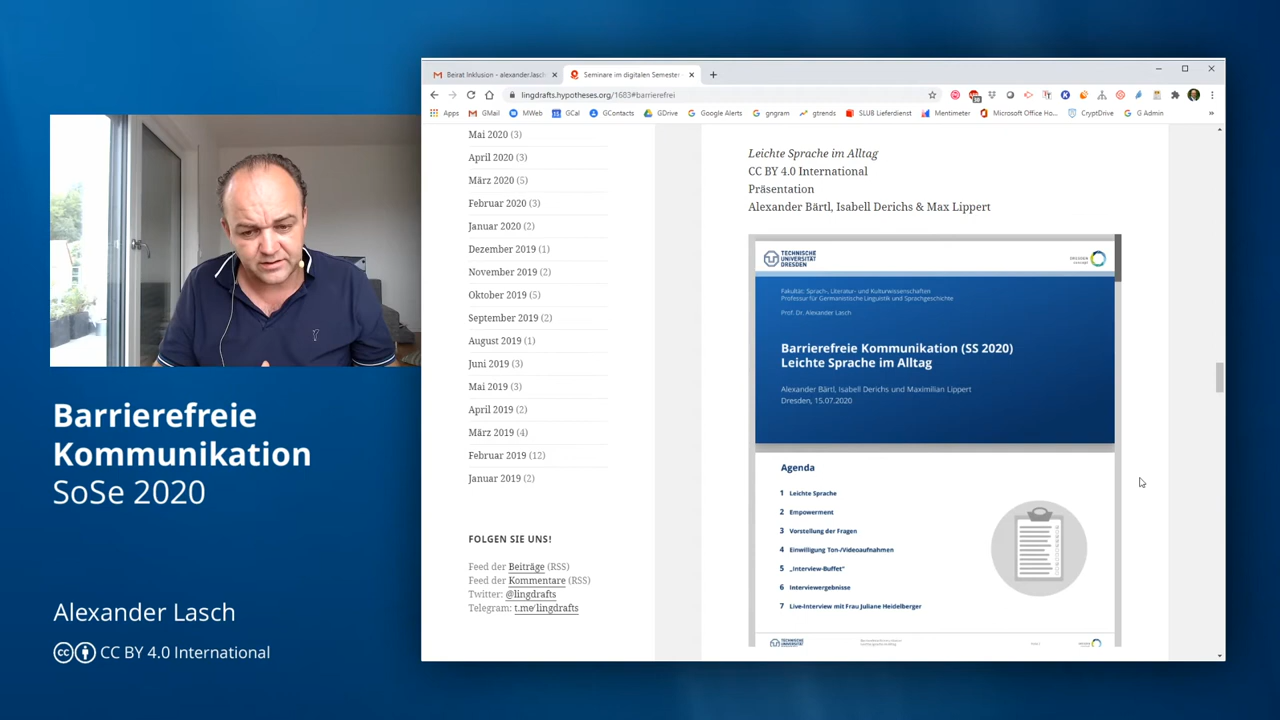 Barrierefreie
Kommunikation
SoSe 2020
Alexander Lasch
CC BY 4.0 International
Beirat Inklusion - alexander.lasch
Seminare im digitalen Semester -
lingdrafts.hypotheses.org/1683#barrierefrei
Apps GMail MWeb GCal GContacts GDrive Google Alerts gngram gtrends SLUB Lieferdienst Mentimeter Microsoft Office Ho... CryptDrive G Admin
Mai 2020 (3)
April 2020 (3)
März 2020 (5)
Februar 2020 (3)
Januar 2020 (2)
Dezember 2019 (1)
November 2019 (2)
Oktober 2019 (5)
September 2019 (2)
August 2019 (1)
Juni 2019 (3)
Mai 2019 (3)
April 2019 (2)
März 2019 (4)
Februar 2019 (12)
Januar 2019 (2)
FOLGEN SIE UNS!
Feed der Beiträge (RSS)
Feed der Kommentare (RSS)
Twitter: @lingdrafts
Telegram: t.me/lingdrafts
Leichte Sprache im Alltag
CC BY 4.0 International
Präsentation
Alexander Bärtl, Isabell Derichs & Max Lippert
TECHNISCHE
UNIVERSITÄT
DRESDEN
DRESDEN
concept
Fakultät: Sprach-, Literatur- und Kulturwissenschaften
Professur für Germanistische Linguistik und Sprachgeschichte
Prof. Dr. Alexander Lasch
Barrierefreie Kommunikation (SS 2020)
Leichte Sprache im Alltag
Alexander Bärtl, Isabell Derichs und Maximilian Lippert
Dresden, 15.07.2020
Agenda
1 Leichte Sprache
2 Empowerment
3 Vorstellung der Fragen
4 Einwilligung Ton-/Videoaufnahmen
5 „Interview-Buffet“
6 Interviewergebnisse
7 Live-Interview mit Frau Juliane Heidelberger
TECHNISCHE
UNIVERSITÄT
DRESDEN